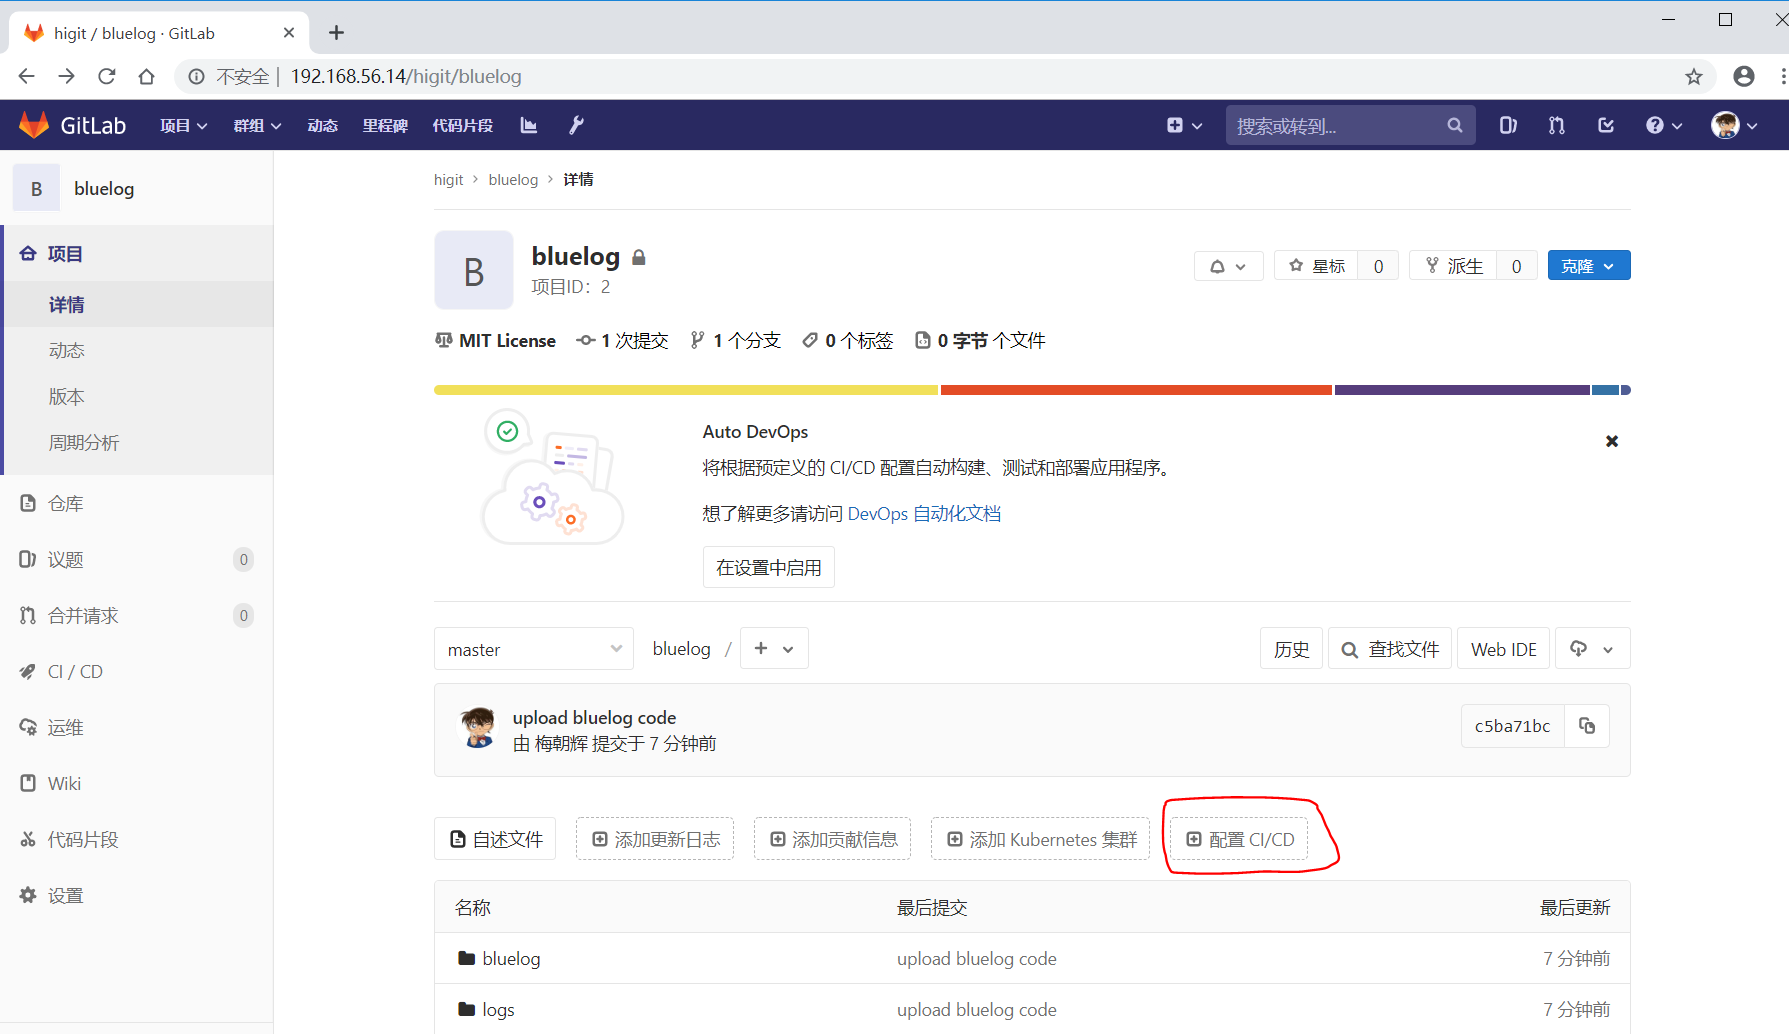 higit / bluelog · GitLab
不安全 | 192.168.56.14/higit/bluelog
GitLab 项目 群组 动态 里程碑 代码片段 搜索或转到...
B bluelog
项目
详情
动态
版本
周期分析
仓库
议题 0
合并请求 0
CI / CD
运维
Wiki
代码片段
设置
higit > bluelog > 详情
B
bluelog
项目ID：2
星标 0 派生 0 克隆
MIT License 1 次提交 1 个分支 0 个标签 0 字节 个文件
Auto DevOps
将根据预定义的 CI/CD 配置自动构建、测试和部署应用程序。
想了解更多请访问 DevOps 自动化文档
在设置中启用
master bluelog / + 历史 查找文件 Web IDE
upload bluelog code
由 梅朝辉 提交于 7 分钟前
c5ba71bc
自述文件 添加更新日志 添加贡献信息 添加 Kubernetes 集群 配置 CI/CD
名称 最后提交 最后更新
bluelog upload bluelog code 7 分钟前
logs upload bluelog code 7 分钟前